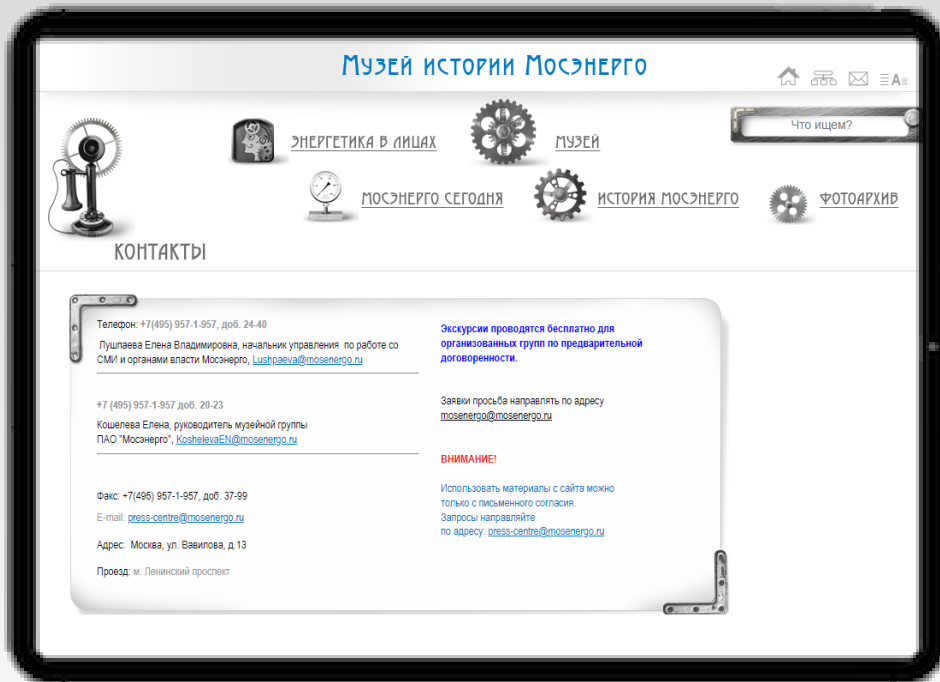 Музей истории Мосэнерго
Что ищем?
ЭНЕРГЕТИКА В ЛИЦАХ
МУЗЕЙ
МОСЭНЕРГО СЕГОДНЯ
ИСТОРИЯ МОСЭНЕРГО
ФОТОАРХИВ
КОНТАКТЫ
Телефон: +7(495) 957-1-957, доб. 24-40
Лушпаева Елена Владимировна, начальник управления по работе со
СМИ и органами власти Мосэнерго, Lushpaeva@mosenergo.ru
+7 (495) 957-1-957 доб. 20-23
Кошелева Елена, руководитель музейной группы
ПАО "Мосэнерго", KoshelevaEN@mosenergo.ru
Факс: +7(495) 957-1-957, доб. 37-99
E-mail: press-centre@mosenergo.ru
Адрес: Москва, ул. Вавилова, д.13
Проезд: м. Ленинский проспект
Экскурсии проводятся бесплатно для
организованных групп по предварительной
договоренности.
Заявки просьба направлять по адресу
mosenergo@mosenergo.ru
ВНИМАНИЕ!
Использовать материалы с сайта можно
только с письменного согласия.
Запросы направляйте
по адресу: press-centre@mosenergo.ru